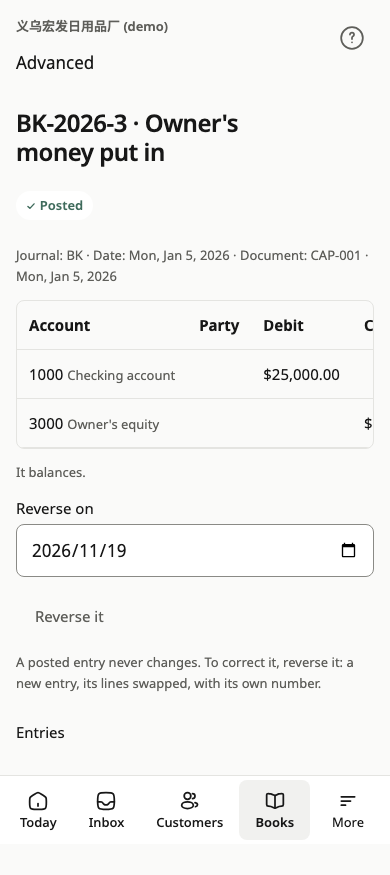 义乌宏发日用品厂 (demo)
Advanced
BK-2026-3 · Owner's
money put in
Posted
Journal: BK · Date: Mon, Jan 5, 2026 · Document: CAP-001 ·
Mon, Jan 5, 2026
Account Party Debit C
1000 Checking account $25,000.00
3000 Owner's equity $
It balances.
Reverse on
2026/11/19
Reverse it
A posted entry never changes. To correct it, reverse it: a
new entry, its lines swapped, with its own number.
Entries
Today Inbox Customers Books More